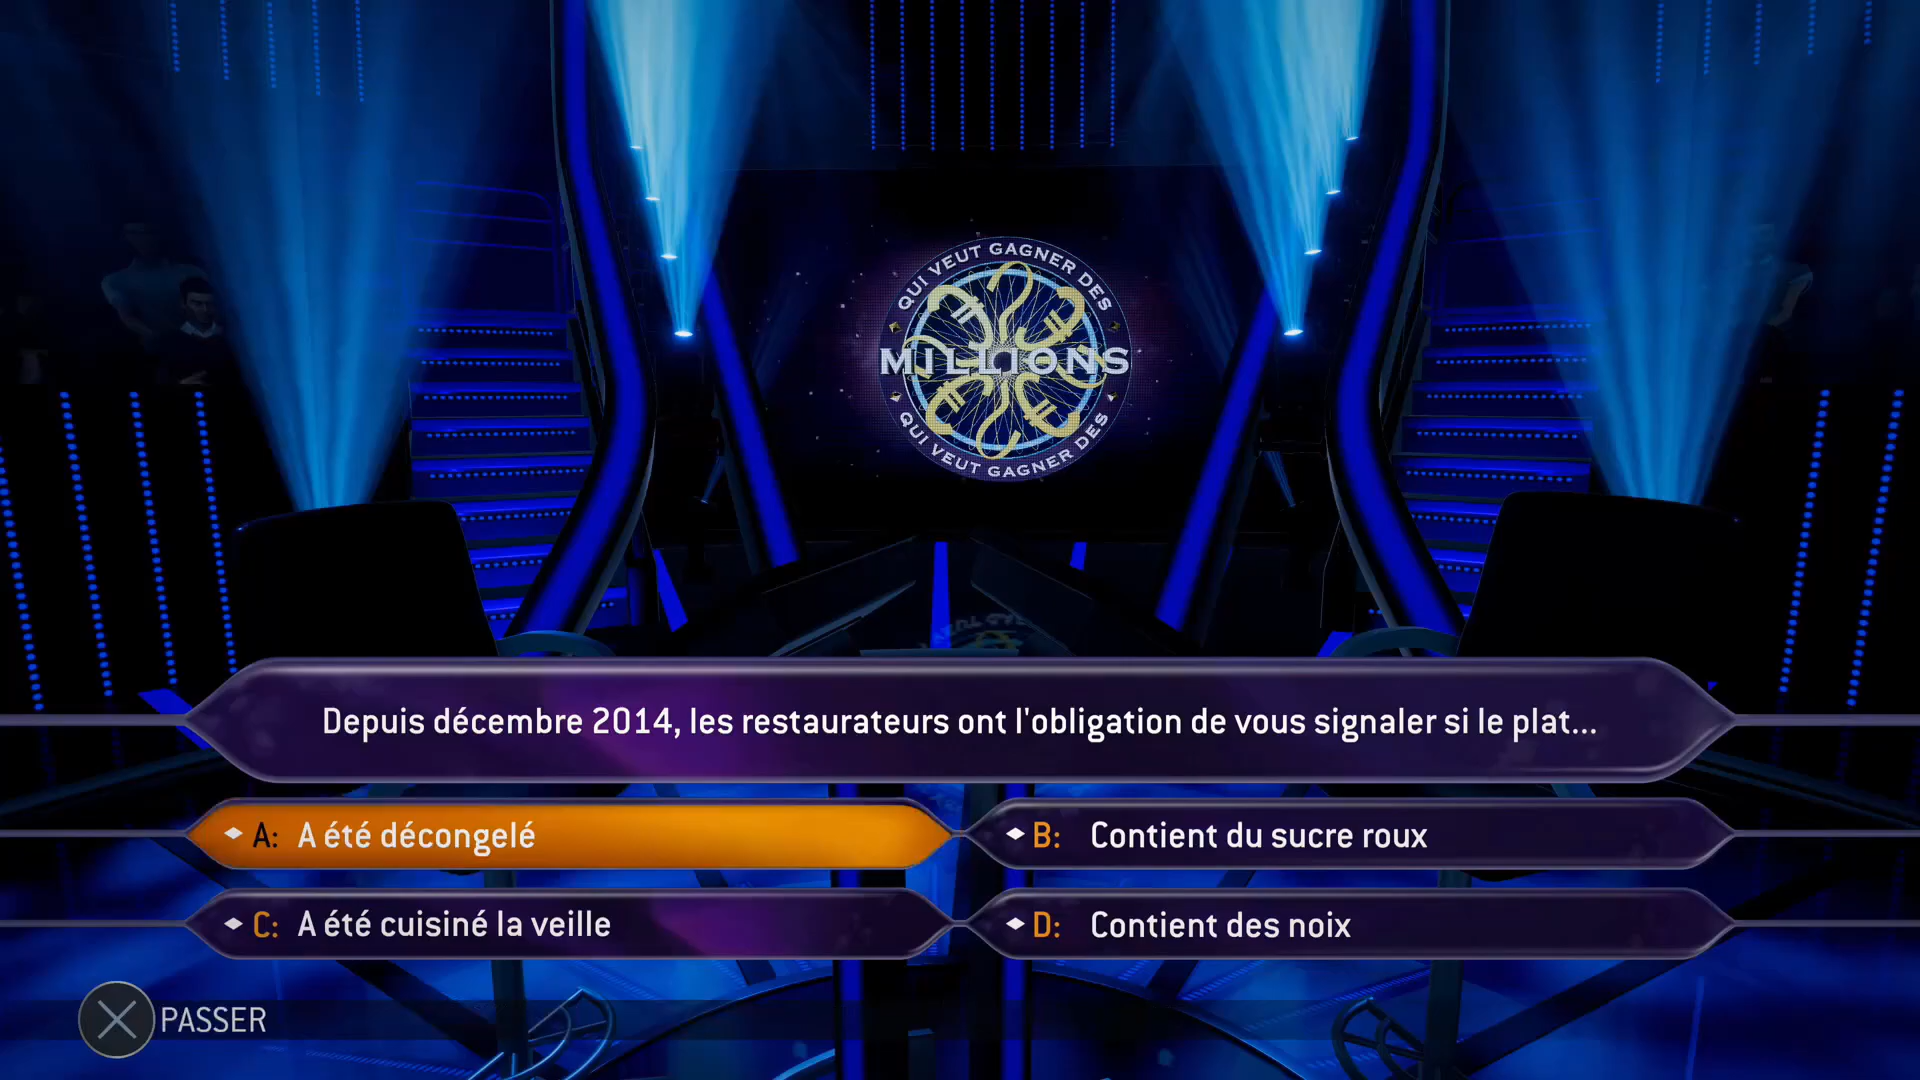 QUI VEUT GAGNER DES
MILLIONS
QUI VEUT GAGNER DES
Depuis décembre 2014, les restaurateurs ont l'obligation de vous signaler si le plat...
A: A été décongelé
B: Contient du sucre roux
C: A été cuisiné la veille
D: Contient des noix
PASSER